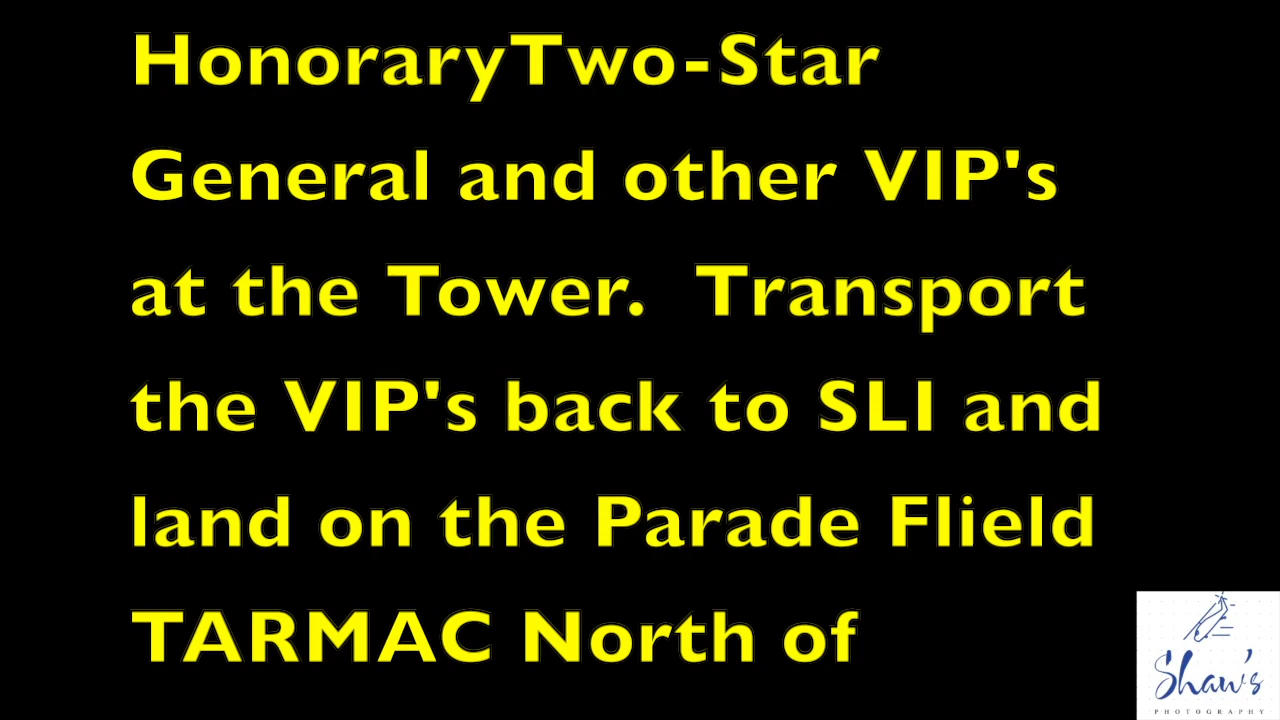 HonoraryTwo-Star
General and other VIP's
at the Tower.  Transport
the VIP's back to SLI and
land on the Parade Flield
TARMAC North of
Shaw's
PHOTOGRAPHY